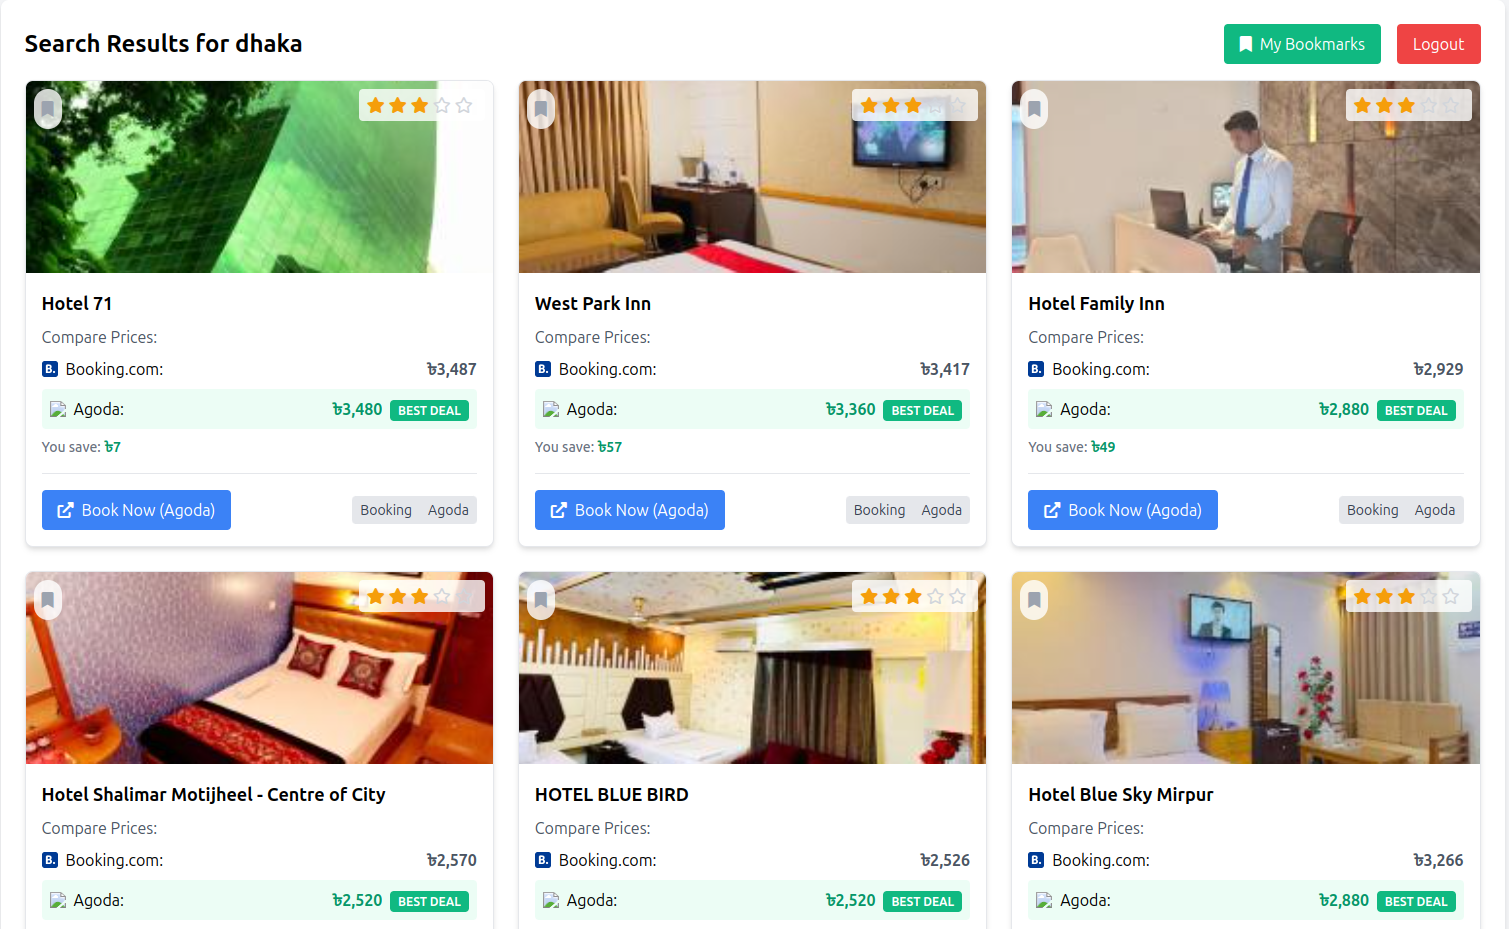 Search Results for dhaka
My Bookmarks
Logout
Hotel 71
Compare Prices:
B. Booking.com: ৳3,487
Agoda: ৳3,480 BEST DEAL
You save: ৳7
Book Now (Agoda) Booking Agoda
West Park Inn
Compare Prices:
B. Booking.com: ৳3,417
Agoda: ৳3,360 BEST DEAL
You save: ৳57
Book Now (Agoda) Booking Agoda
Hotel Family Inn
Compare Prices:
B. Booking.com: ৳2,929
Agoda: ৳2,880 BEST DEAL
You save: ৳49
Book Now (Agoda) Booking Agoda
Hotel Shalimar Motijheel - Centre of City
Compare Prices:
B. Booking.com: ৳2,570
Agoda: ৳2,520 BEST DEAL
HOTEL BLUE BIRD
Compare Prices:
B. Booking.com: ৳2,526
Agoda: ৳2,520 BEST DEAL
Hotel Blue Sky Mirpur
Compare Prices:
B. Booking.com: ৳3,266
Agoda: ৳2,880 BEST DEAL